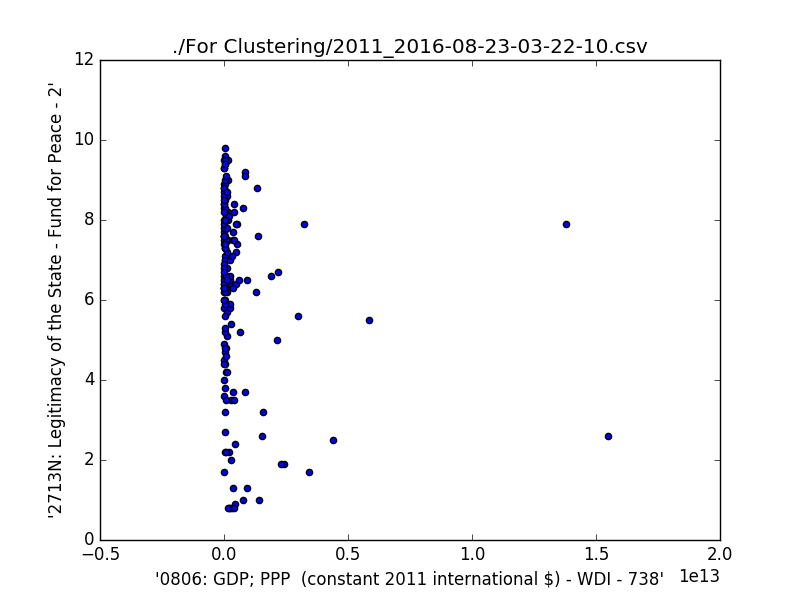 ./For Clustering/2011_2016-08-23-03-22-10.csv
12
10
8
6
4
2
0
'2713N: Legitimacy of the State - Fund for Peace - 2'
−0.5 0.0 0.5 1.0 1.5 2.0
1e13
'0806: GDP; PPP  (constant 2011 international $) - WDI - 738'